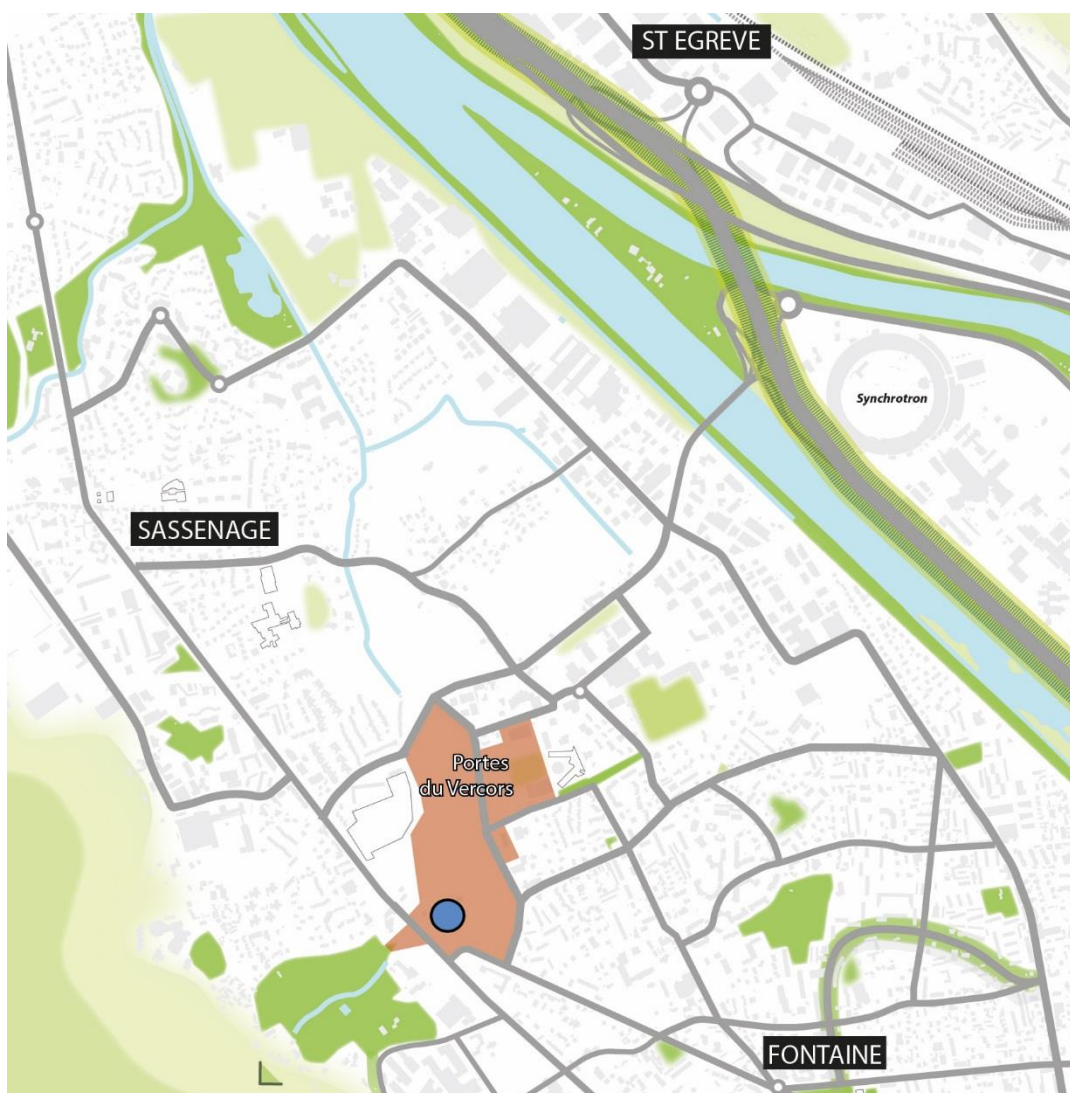 ST EGREVE
Synchrotron
SASSENAGE
Portes
du Vercors
FONTAINE